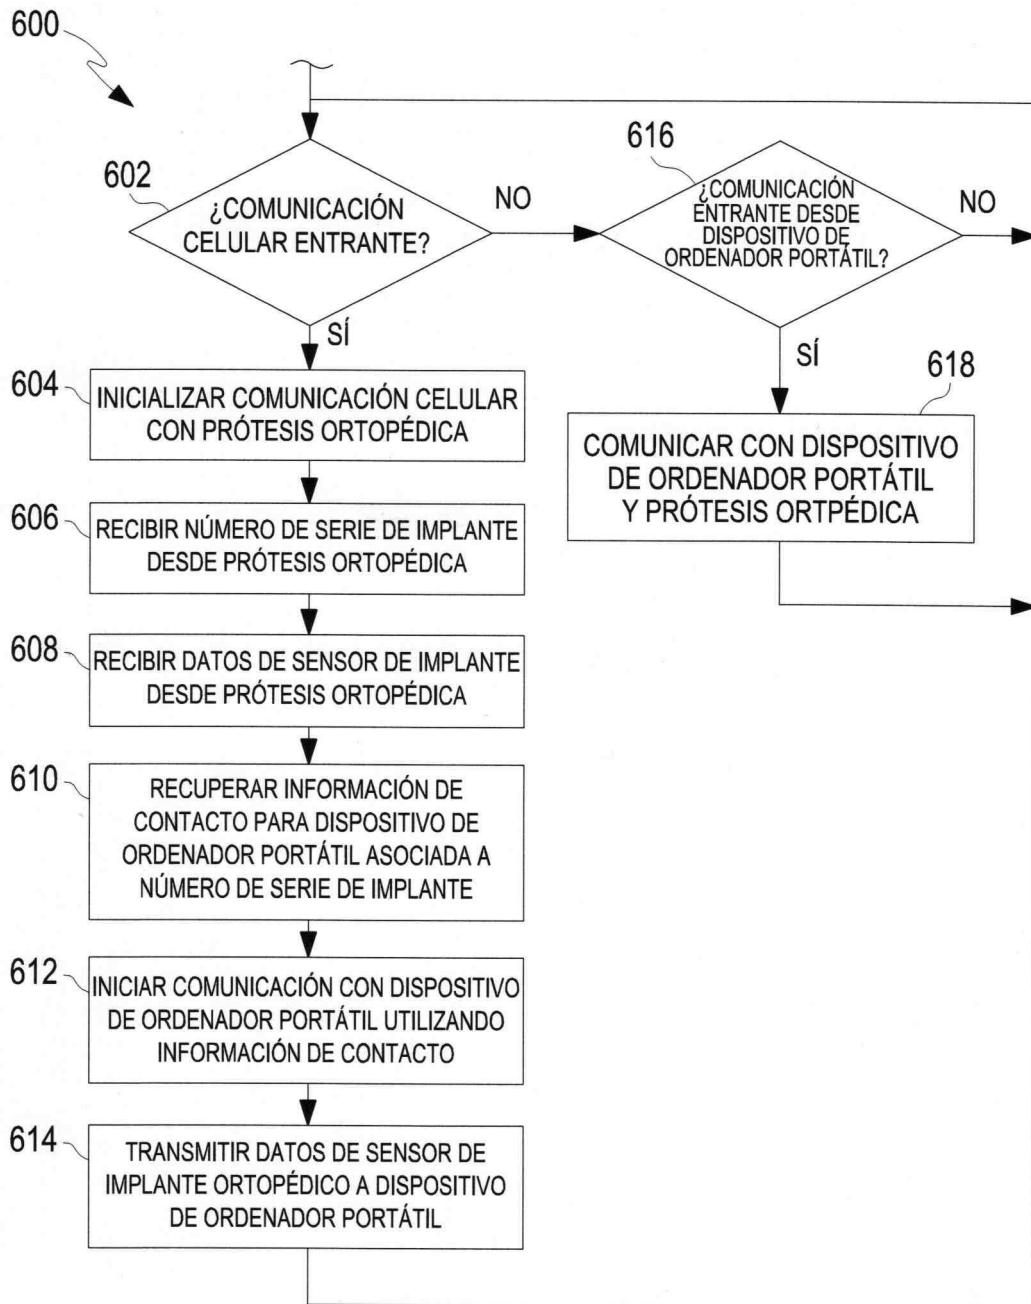 600
602
¿COMUNICACIÓN
CELULAR ENTRANTE?
NO
SÍ
616
¿COMUNICACIÓN
ENTRANTE DESDE
DISPOSITIVO DE
ORDENADOR PORTÁTIL?
NO
SÍ
604
INICIALIZAR COMUNICACIÓN CELULAR
CON PRÓTESIS ORTOPÉDICA
618
COMUNICAR CON DISPOSITIVO
DE ORDENADOR PORTÁTIL
Y PRÓTESIS ORTPÉDICA
606
RECIBIR NÚMERO DE SERIE DE IMPLANTE
DESDE PRÓTESIS ORTOPÉDICA
608
RECIBIR DATOS DE SENSOR DE IMPLANTE
DESDE PRÓTESIS ORTOPÉDICA
610
RECUPERAR INFORMACIÓN DE
CONTACTO PARA DISPOSITIVO DE
ORDENADOR PORTÁTIL ASOCIADA A
NÚMERO DE SERIE DE IMPLANTE
612
INICIAR COMUNICACIÓN CON DISPOSITIVO
DE ORDENADOR PORTÁTIL UTILIZANDO
INFORMACIÓN DE CONTACTO
614
TRANSMITIR DATOS DE SENSOR DE
IMPLANTE ORTOPÉDICO A DISPOSITIVO
DE ORDENADOR PORTÁTIL